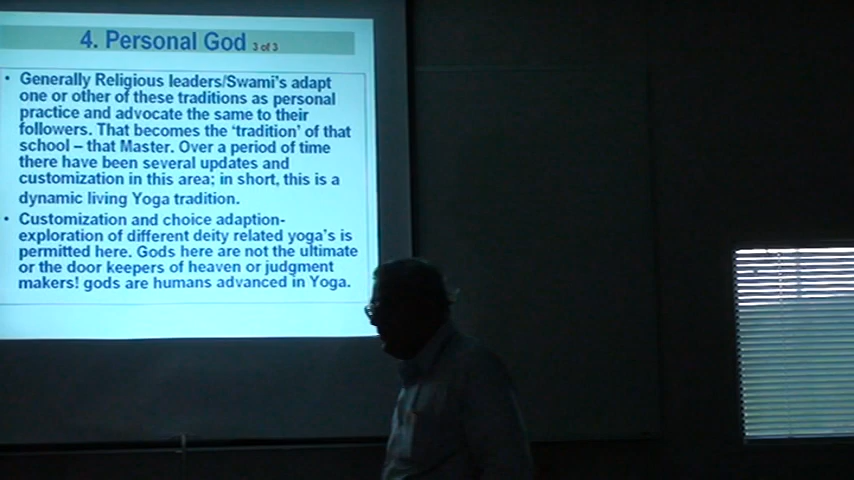 4. Personal God 3 of 3
• Generally Religious leaders/Swami's adapt
one or other of these traditions as personal
practice and advocate the same to their
followers. That becomes the 'tradition' of that
school – that Master. Over a period of time
there have been several updates and
customization in this area; in short, this is a
dynamic living Yoga tradition.
• Customization and choice adaption-
exploration of different deity related yoga's is
permitted here. Gods here are not the ultimate
or the door keepers of heaven or judgment
makers! gods are humans advanced in Yoga.